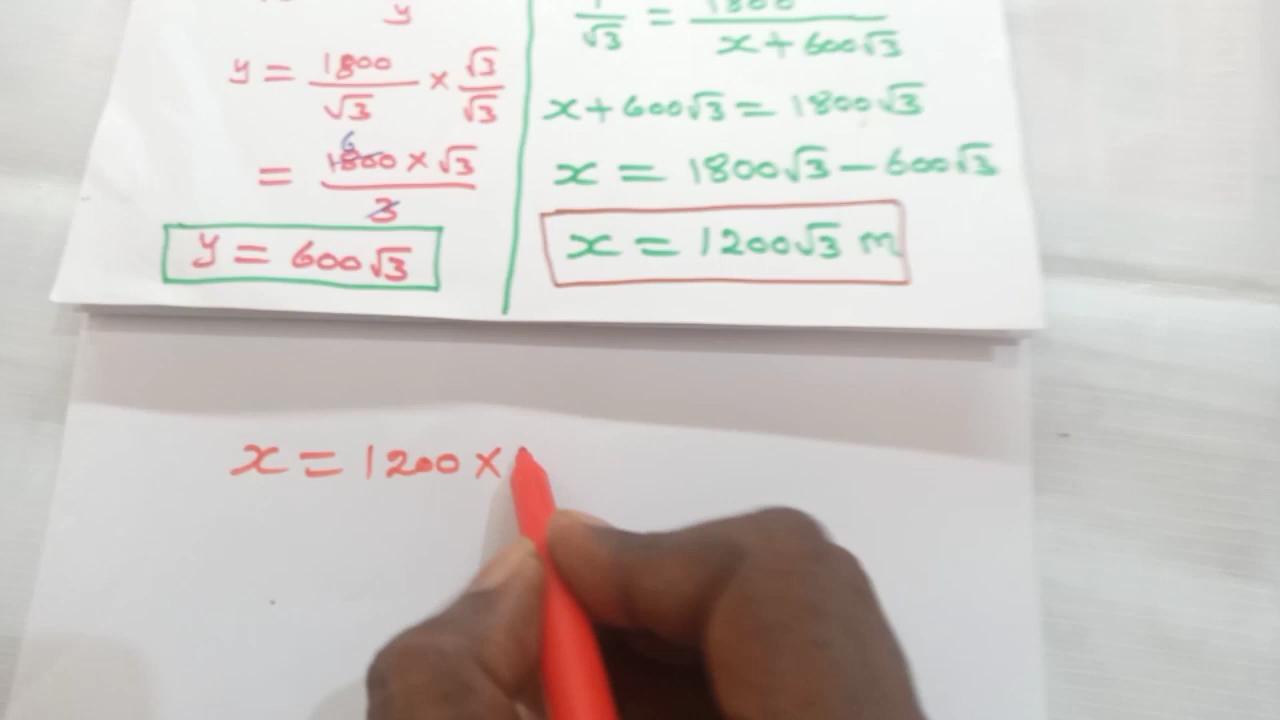 y
y = 1800/√3 × √3/√3
= 1800 × √3/3
6
y = 600√3
1/√3 = 1800/x + 600√3
x + 600√3 = 1800√3
x = 1800√3 − 600√3
x = 1200√3 m
x = 1200 ×